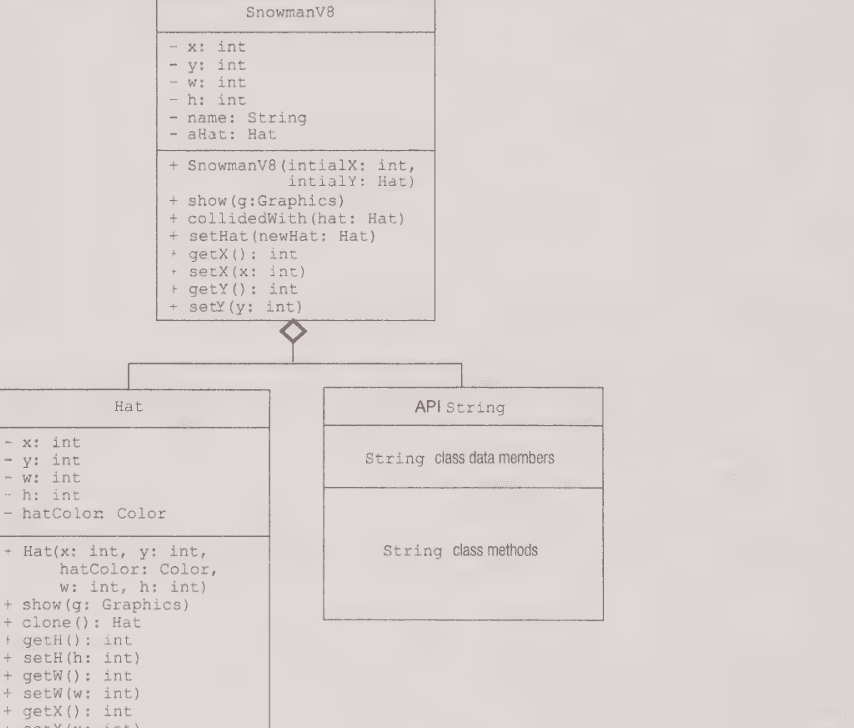 SnowmanV8
- x: int
- y: int
- w: int
- h: int
- name: String
- aHat: Hat
+ SnowmanV8(intialX: int,
intialY: Hat)
+ show(g:Graphics)
+ collidedWith(hat: Hat)
+ setHat(newHat: Hat)
+ getX(): int
+ setX(x: int)
+ getY(): int
+ setY(y: int)
Hat
- x: int
- y: int
- w: int
- h: int
- hatColor: Color
+ Hat(x: int, y: int,
hatColor: Color,
w: int, h: int)
+ show(g: Graphics)
+ clone(): Hat
+ getH(): int
+ setH(h: int)
+ getW(): int
+ setW(w: int)
+ getX(): int
API String
String class data members
String class methods